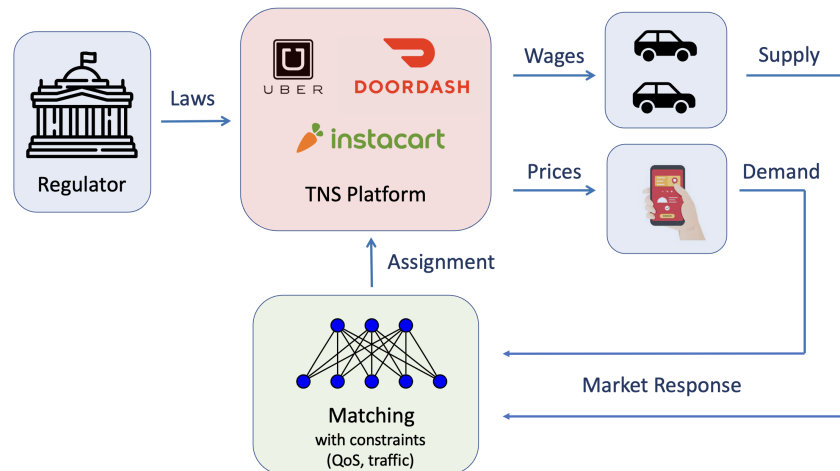 Regulator
Laws
UBER
DOORDASH
instacart
TNS Platform
Wages
Supply
Prices
Demand
Assignment
Market Response
Matching
with constraints
(QoS, traffic)